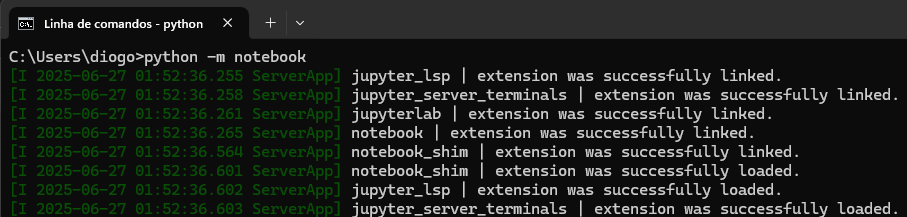 Linha de comandos - python
C:\Users\diogo>python -m notebook
[I 2025-06-27 01:52:36.255 ServerApp] jupyter_lsp | extension was successfully linked.
[I 2025-06-27 01:52:36.258 ServerApp] jupyter_server_terminals | extension was successfully linked.
[I 2025-06-27 01:52:36.261 ServerApp] jupyterlab | extension was successfully linked.
[I 2025-06-27 01:52:36.265 ServerApp] notebook | extension was successfully linked.
[I 2025-06-27 01:52:36.564 ServerApp] notebook_shim | extension was successfully linked.
[I 2025-06-27 01:52:36.601 ServerApp] notebook_shim | extension was successfully loaded.
[I 2025-06-27 01:52:36.602 ServerApp] jupyter_lsp | extension was successfully loaded.
[I 2025-06-27 01:52:36.603 ServerApp] jupyter_server_terminals | extension was successfully loaded.